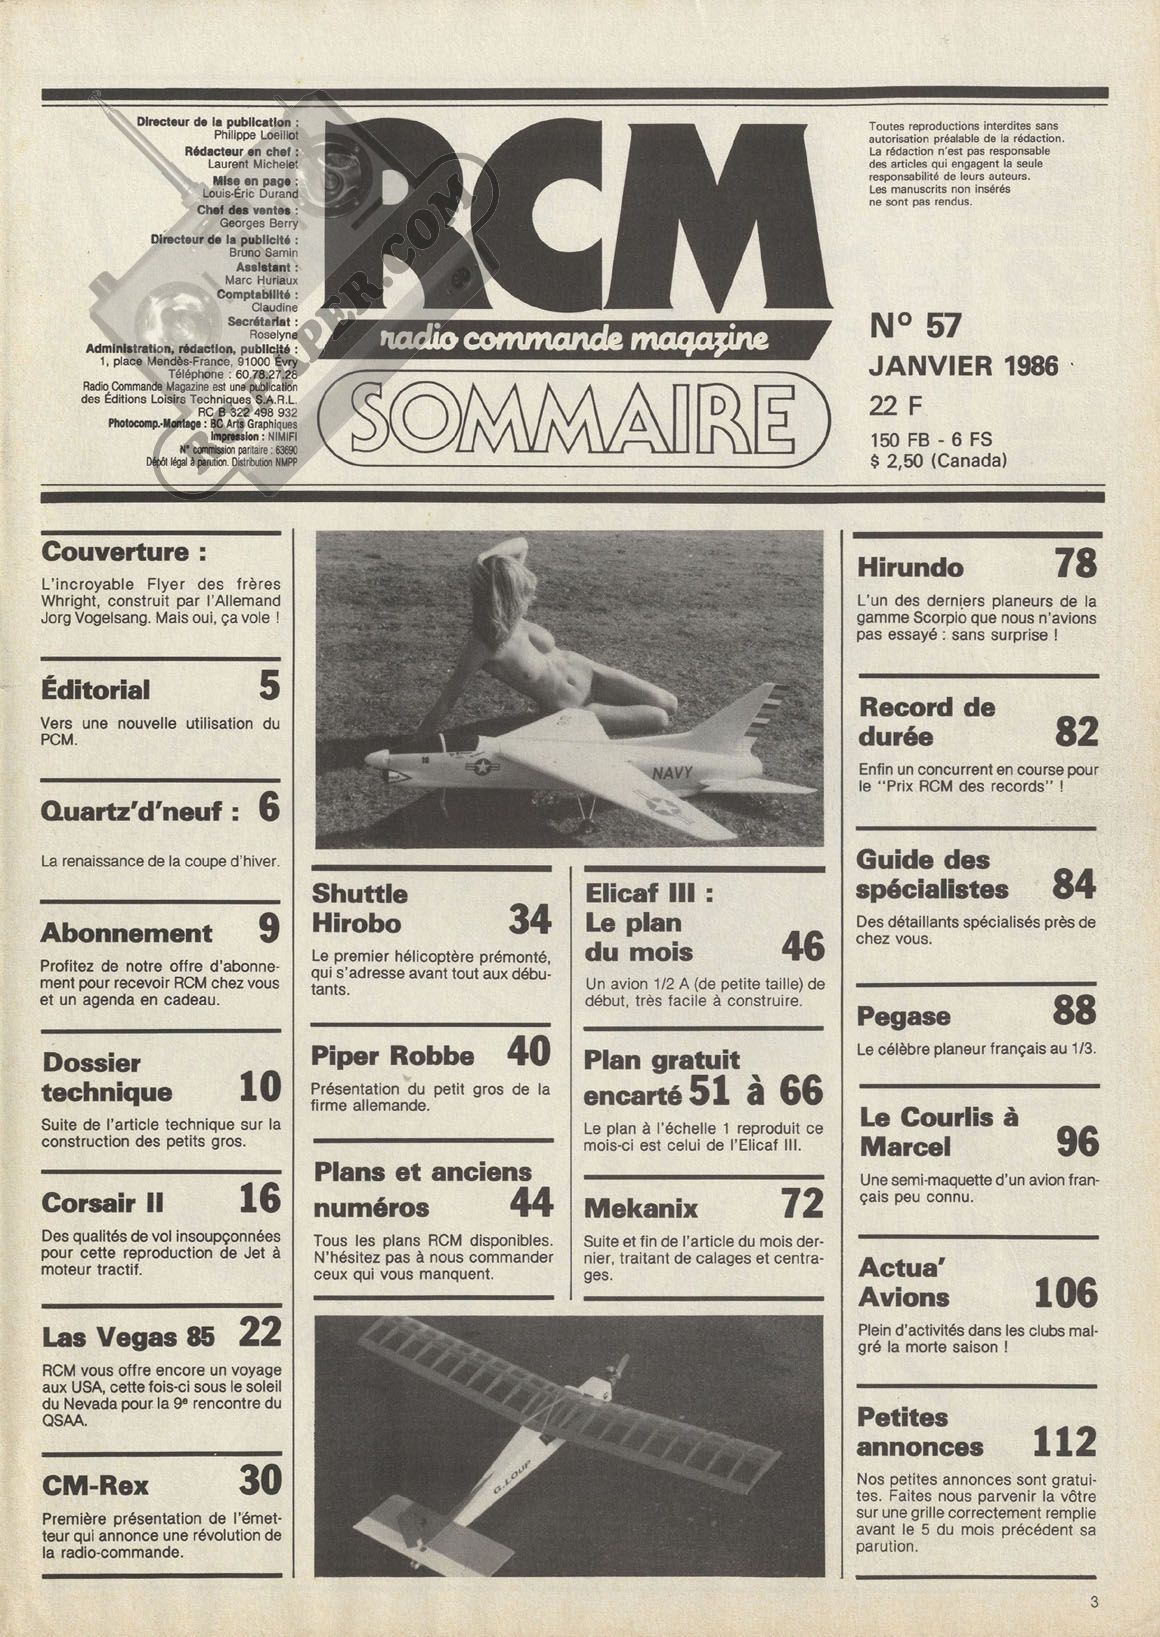 Directeur de la publication :
Philippe Loeillot
Rédacteur en chef :
Laurent Michelet
Mise en page :
Louis-Éric Durand
Chef des ventes :
Georges Berry
Directeur de la publicité :
Bruno Samin
Assistant :
Marc Huriaux
Comptabilité :
Claudine
Secrétariat :
Roselyne
Administration, rédaction, publicité :
1, place Mendès-France, 91000 Évry
Téléphone : 60.78.27.28
Radio Commande Magazine est une publication
des Éditions Loisirs Techniques S.A.R.L.
RC B 322 498 932
Photocomp.-Montage : BC Arts Graphiques
Impression : NIMIFI
N° commission paritaire : 63690
Dépôt légal à parution. Distribution NMPP
RCPAPER.COM
RCM
radio commande magazine
SOMMAIRE
Toutes reproductions interdites sans
autorisation préalable de la rédaction.
La rédaction n'est pas responsable
des articles qui engagent la seule
responsabilité de leurs auteurs.
Les manuscrits non insérés
ne sont pas rendus.
N° 57
JANVIER 1986
22 F
150 FB - 6 FS
$ 2,50 (Canada)
Couverture :
L'incroyable Flyer des frères
Whright, construit par l'Allemand
Jorg Vogelsang. Mais oui, ça vole !
Éditorial 5
Vers une nouvelle utilisation du
PCM.
Quartz'd'neuf : 6
La renaissance de la coupe d'hiver.
Abonnement 9
Profitez de notre offre d'abonne-
ment pour recevoir RCM chez vous
et un agenda en cadeau.
Dossier
technique 10
Suite de l'article technique sur la
construction des petits gros.
Corsair II 16
Des qualités de vol insoupçonnées
pour cette reproduction de Jet à
moteur tractif.
Las Vegas 85 22
RCM vous offre encore un voyage
aux USA, cette fois-ci sous le soleil
du Nevada pour la 9e rencontre du
QSAA.
CM-Rex 30
Première présentation de l'émet-
teur qui annonce une révolution de
la radio-commande.
NAVY
Shuttle
Hirobo 34
Le premier hélicoptère prémonté,
qui s'adresse avant tout aux débu-
tants.
Piper Robbe 40
Présentation du petit gros de la
firme allemande.
Plans et anciens
numéros 44
Tous les plans RCM disponibles.
N'hésitez pas à nous commander
ceux qui vous manquent.
Elicaf III :
Le plan
du mois 46
Un avion 1/2 A (de petite taille) de
début, très facile à construire.
Plan gratuit
encarté 51 à 66
Le plan à l'échelle 1 reproduit ce
mois-ci est celui de l'Elicaf III.
Mekanix 72
Suite et fin de l'article du mois der-
nier, traitant de calages et centra-
ges.
G. LOUP
Hirundo 78
L'un des derniers planeurs de la
gamme Scorpio que nous n'avions
pas essayé : sans surprise !
Record de
durée 82
Enfin un concurrent en course pour
le "Prix RCM des records" !
Guide des
spécialistes 84
Des détaillants spécialisés près de
chez vous.
Pegase 88
Le célèbre planeur français au 1/3.
Le Courlis à
Marcel 96
Une semi-maquette d'un avion fran-
çais peu connu.
Actua'
Avions 106
Plein d'activités dans les clubs mal-
gré la morte saison !
Petites
annonces 112
Nos petites annonces sont gratui-
tes. Faites nous parvenir la vôtre
sur une grille correctement remplie
avant le 5 du mois précédent sa
parution.
3